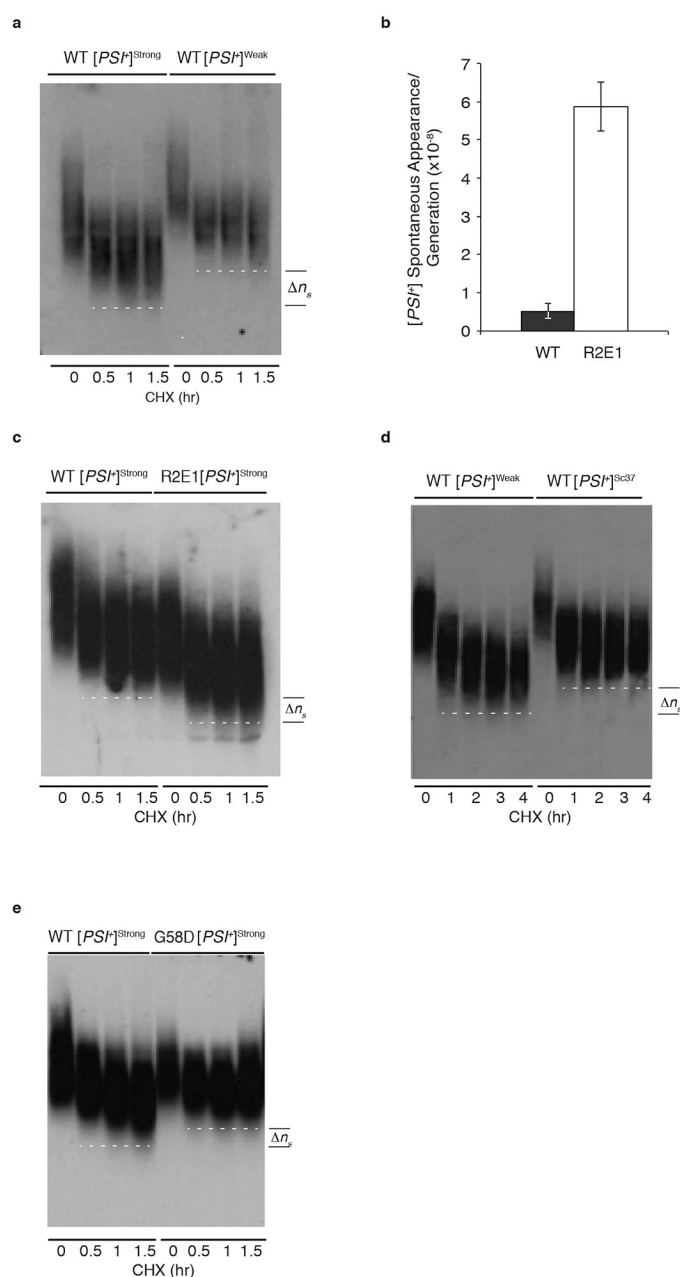 a
WT [PSI+]Strong WT [PSI+]Weak
Δns
0 0.5 1 1.5 0 0.5 1 1.5
CHX (hr)
b
[PSI+] Spontaneous Appearance/
Generation (x10-8)
7
6
5
4
3
2
1
0
WT R2E1
c
WT [PSI+]Strong R2E1[PSI+]Strong
Δns
0 0.5 1 1.5 0 0.5 1 1.5
CHX (hr)
d
WT [PSI+]Weak WT[PSI+]Sc37
Δns
0 1 2 3 4 0 1 2 3 4
CHX (hr)
e
WT [PSI+]Strong G58D[PSI+]Strong
Δns
0 0.5 1 1.5 0 0.5 1 1.5
CHX (hr)